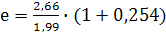 e = 2,66/1,99 · (1 + 0,254)